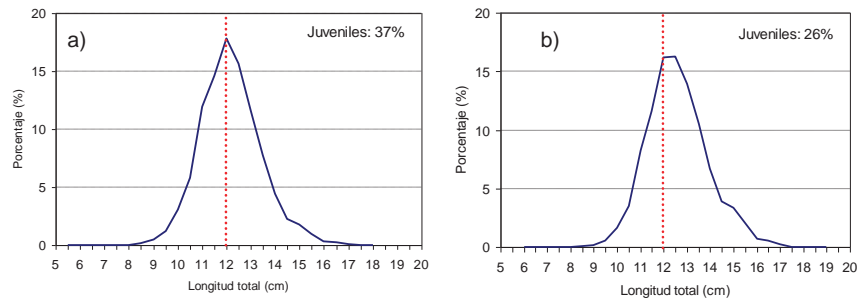 a)
Juveniles: 37%
Porcentaje (%)
20
15
10
5
0
5 6 7 8 9 10 11 12 13 14 15 16 17 18 19 20
Longitud total (cm)
b)
Juveniles: 26%
Porcentaje (%)
20
15
10
5
0
5 6 7 8 9 10 11 12 13 14 15 16 17 18 19 20
Longitud total (cm)